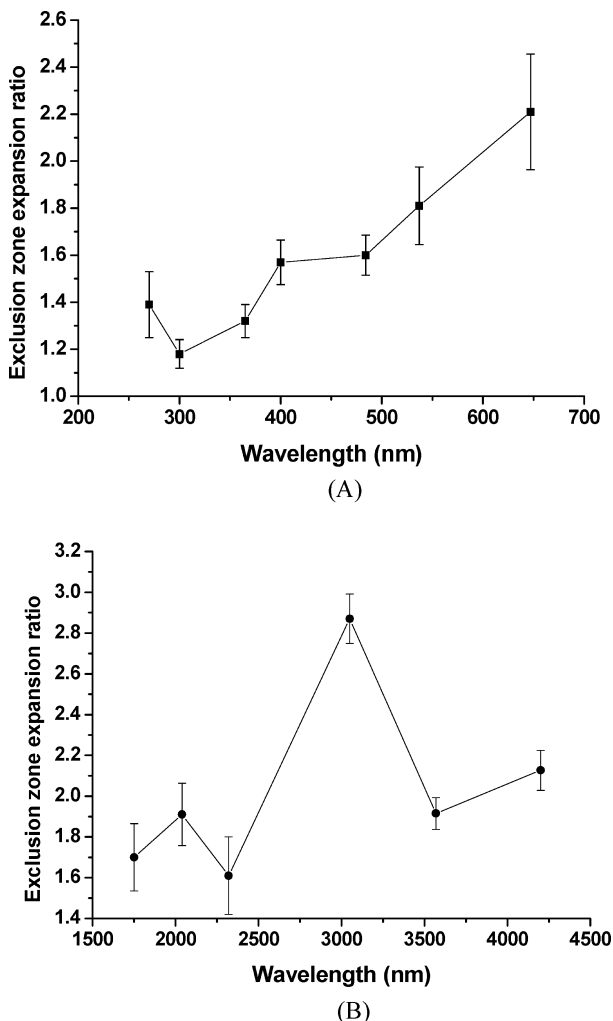 Exclusion zone expansion ratio
2.6
2.4
2.2
2.0
1.8
1.6
1.4
1.2
1.0
200 300 400 500 600 700
Wavelength (nm)
(A)
Exclusion zone expansion ratio
3.2
3.0
2.8
2.6
2.4
2.2
2.0
1.8
1.6
1.4
1500 2000 2500 3000 3500 4000 4500
Wavelength (nm)
(B)